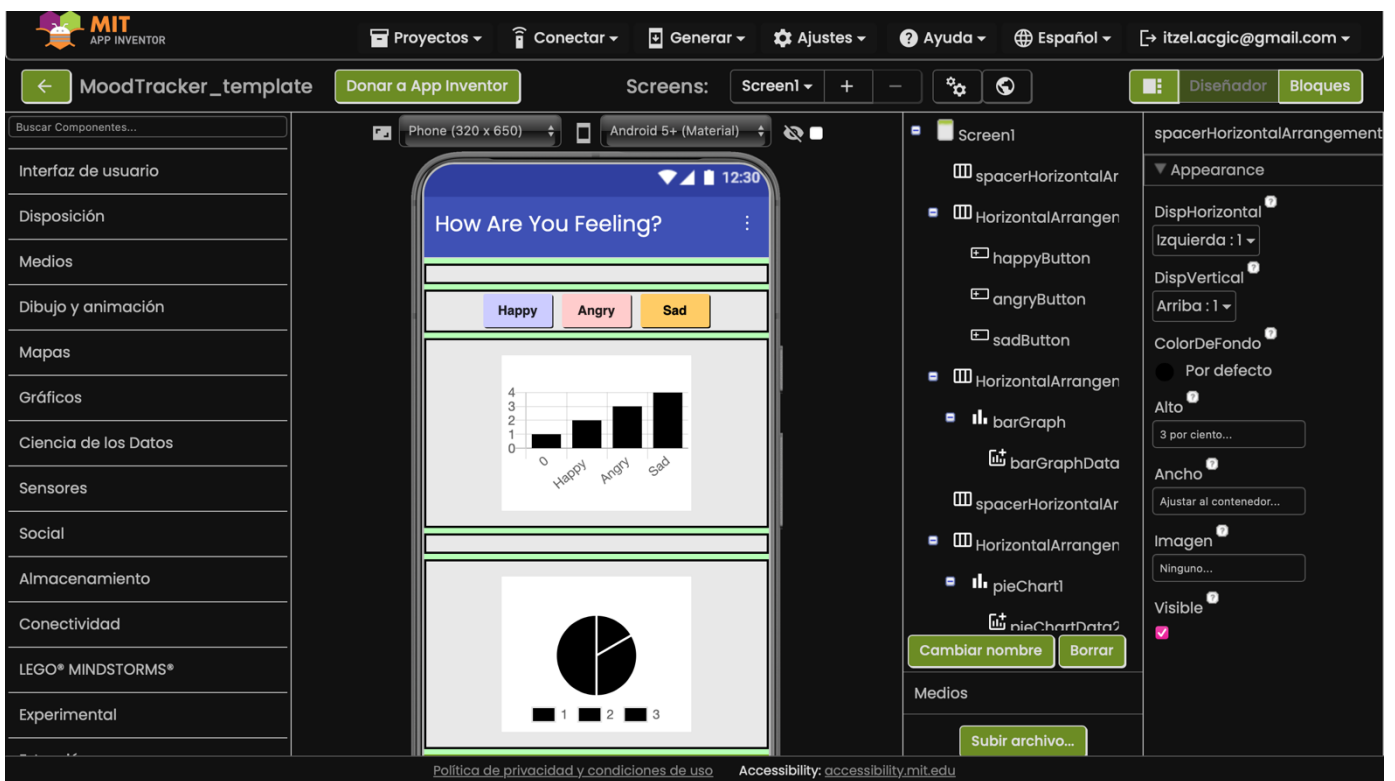 MIT
APP INVENTOR
Proyectos
Conectar
Generar
Ajustes
Ayuda
Español
itzel.acgic@gmail.com
MoodTracker_template
Donar a App Inventor
Screens:
Screen1
+
−
Diseñador
Bloques
Buscar Componentes...
Interfaz de usuario
Disposición
Medios
Dibujo y animación
Mapas
Gráficos
Ciencia de los Datos
Sensores
Social
Almacenamiento
Conectividad
LEGO® MINDSTORMS®
Experimental
Phone (320 x 650)
Android 5+ (Material)
12:30
How Are You Feeling?
Happy
Angry
Sad
4
3
2
1
0
0
Happy
Angry
Sad
1
2
3
Screen1
spacerHorizontalAr
HorizontalArrangen
happyButton
angryButton
sadButton
HorizontalArrangen
barGraph
barGraphData
spacerHorizontalAr
HorizontalArrangen
pieChart1
pieChartData2
Cambiar nombre
Borrar
Medios
Subir archivo...
spacerHorizontalArrangement
Appearance
DispHorizontal
Izquierda : 1
DispVertical
Arriba : 1
ColorDeFondo
Por defecto
Alto
3 por ciento...
Ancho
Ajustar al contenedor...
Imagen
Ninguno...
Visible
Política de privacidad y condiciones de uso
Accessibility: accessibility.mit.edu